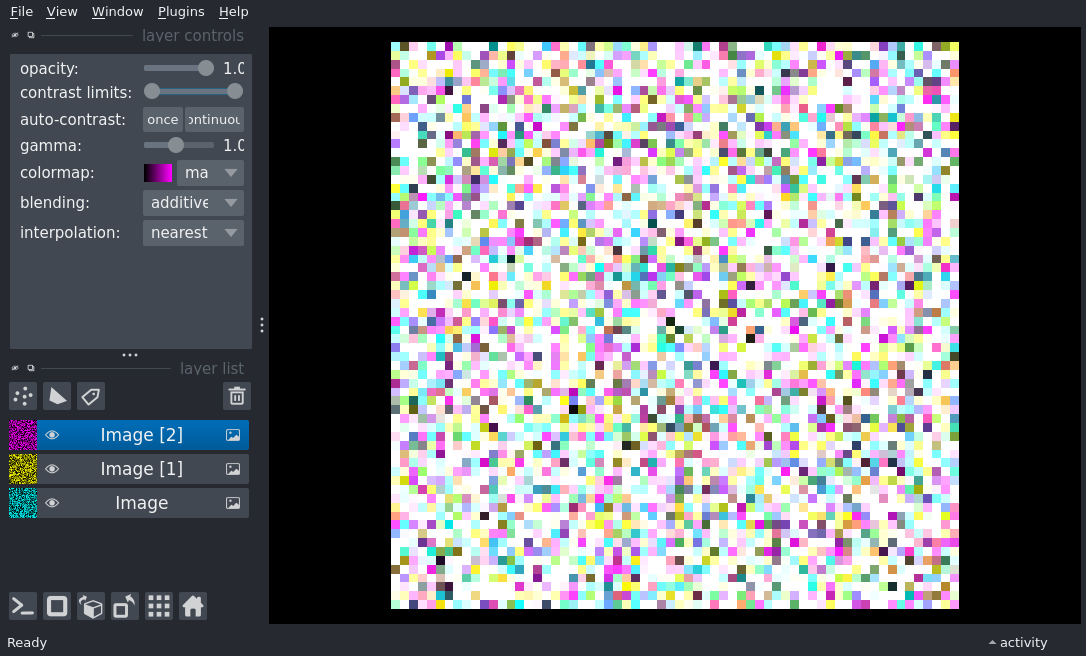 File View Window Plugins Help
layer controls
opacity: 1.0
contrast limits:
auto-contrast: once ontinuou
gamma: 1.0
colormap: ma
blending: additive
interpolation: nearest
layer list
Image [2]
Image [1]
Image
Ready activity